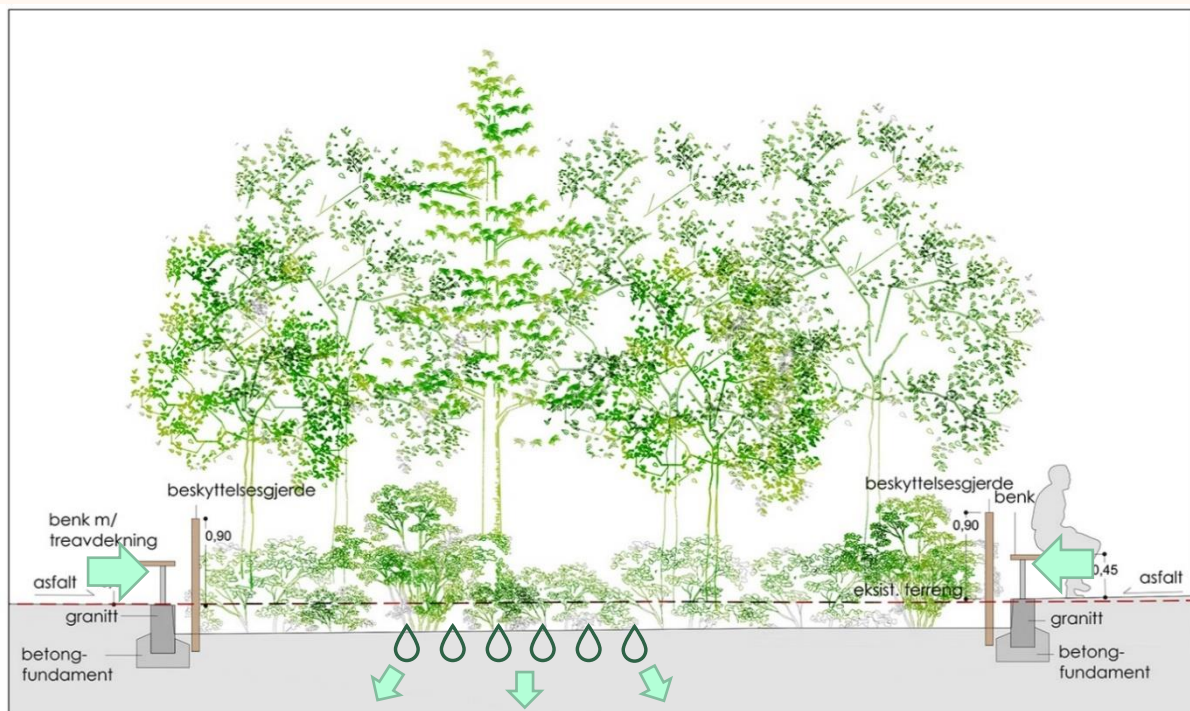 beskyttelsesgjerde
benk m/
treavdekning
0,90
asfalt
granitt
betong-
fundament
beskyttelsesgjerde
benk
0,90
0,45
eksist. terreng
asfalt
granitt
betong-
fundament